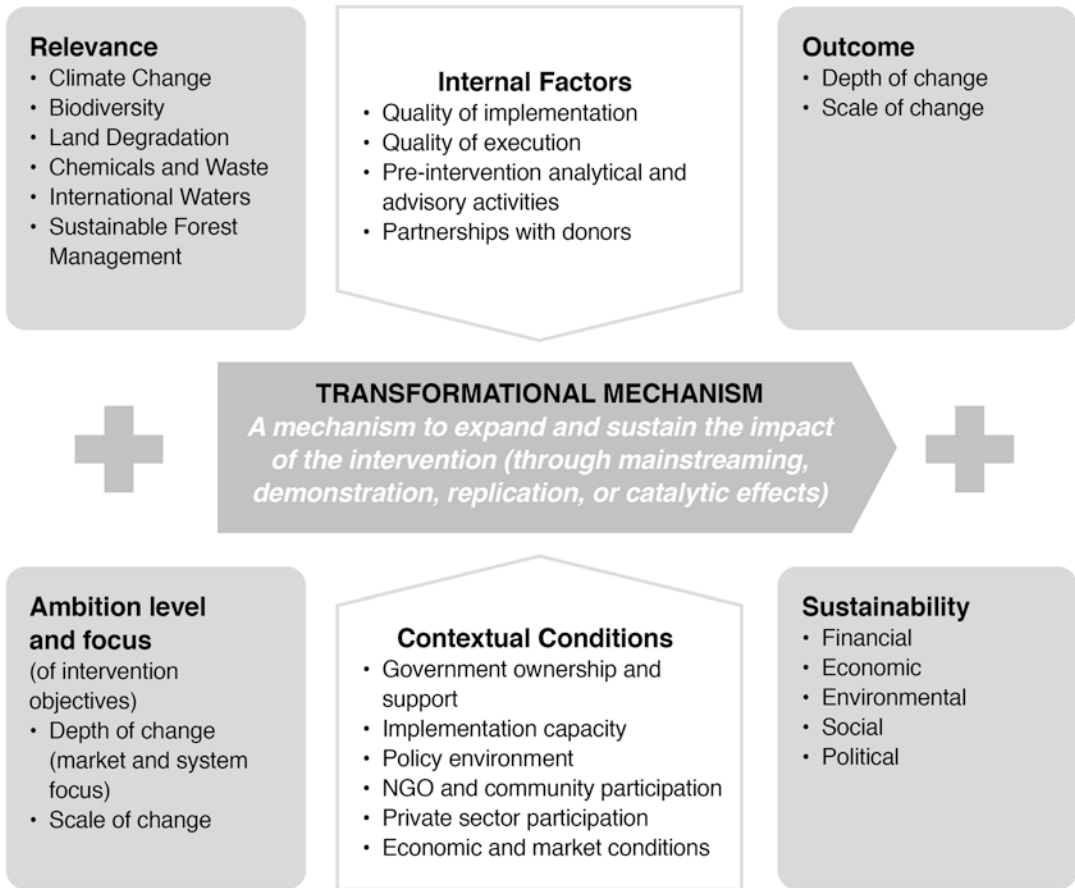 Relevance
• Climate Change
• Biodiversity
• Land Degradation
• Chemicals and Waste
• International Waters
• Sustainable Forest
Management
Internal Factors
• Quality of implementation
• Quality of execution
• Pre-intervention analytical and
advisory activities
• Partnerships with donors
Outcome
• Depth of change
• Scale of change
TRANSFORMATIONAL MECHANISM
A mechanism to expand and sustain the impact
of the intervention (through mainstreaming,
demonstration, replication, or catalytic effects)
Ambition level
and focus
(of intervention
objectives)
• Depth of change
(market and system
focus)
• Scale of change
Contextual Conditions
• Government ownership and
support
• Implementation capacity
• Policy environment
• NGO and community participation
• Private sector participation
• Economic and market conditions
Sustainability
• Financial
• Economic
• Environmental
• Social
• Political